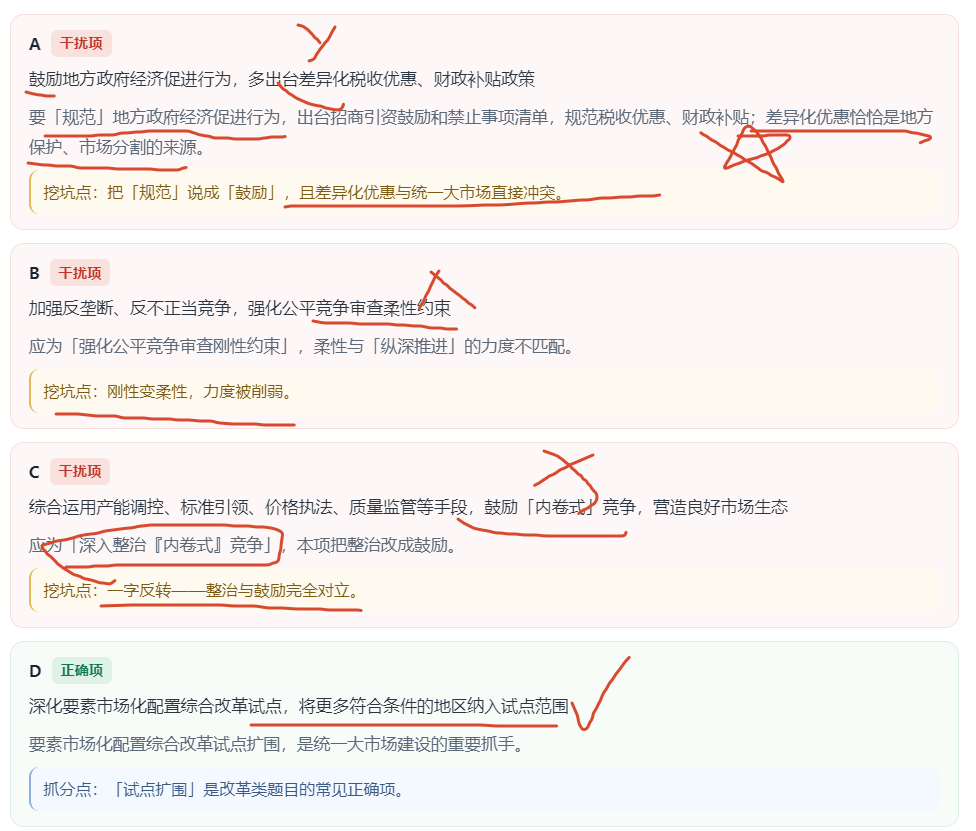 A 干扰项
鼓励地方政府经济促进行为，多出台差异化税收优惠、财政补贴政策
要「规范」地方政府经济促进行为，出台招商引资鼓励和禁止事项清单，规范税收优惠、财政补贴；差异化优惠恰恰是地方
保护、市场分割的来源。
挖坑点：把「规范」说成「鼓励」，且差异化优惠与统一大市场直接冲突。
B 干扰项
加强反垄断、反不正当竞争，强化公平竞争审查柔性约束
应为「强化公平竞争审查刚性约束」，柔性与「纵深推进」的力度不匹配。
挖坑点：刚性变柔性，力度被削弱。
C 干扰项
综合运用产能调控、标准引领、价格执法、质量监管等手段，鼓励「内卷式」竞争，营造良好市场生态
应为「深入整治『内卷式』竞争」，本项把整治改成鼓励。
挖坑点：一字反转——整治与鼓励完全对立。
D 正确项
深化要素市场化配置综合改革试点，将更多符合条件的地区纳入试点范围
要素市场化配置综合改革试点扩围，是统一大市场建设的重要抓手。
抓分点：「试点扩围」是改革类题目的常见正确项。